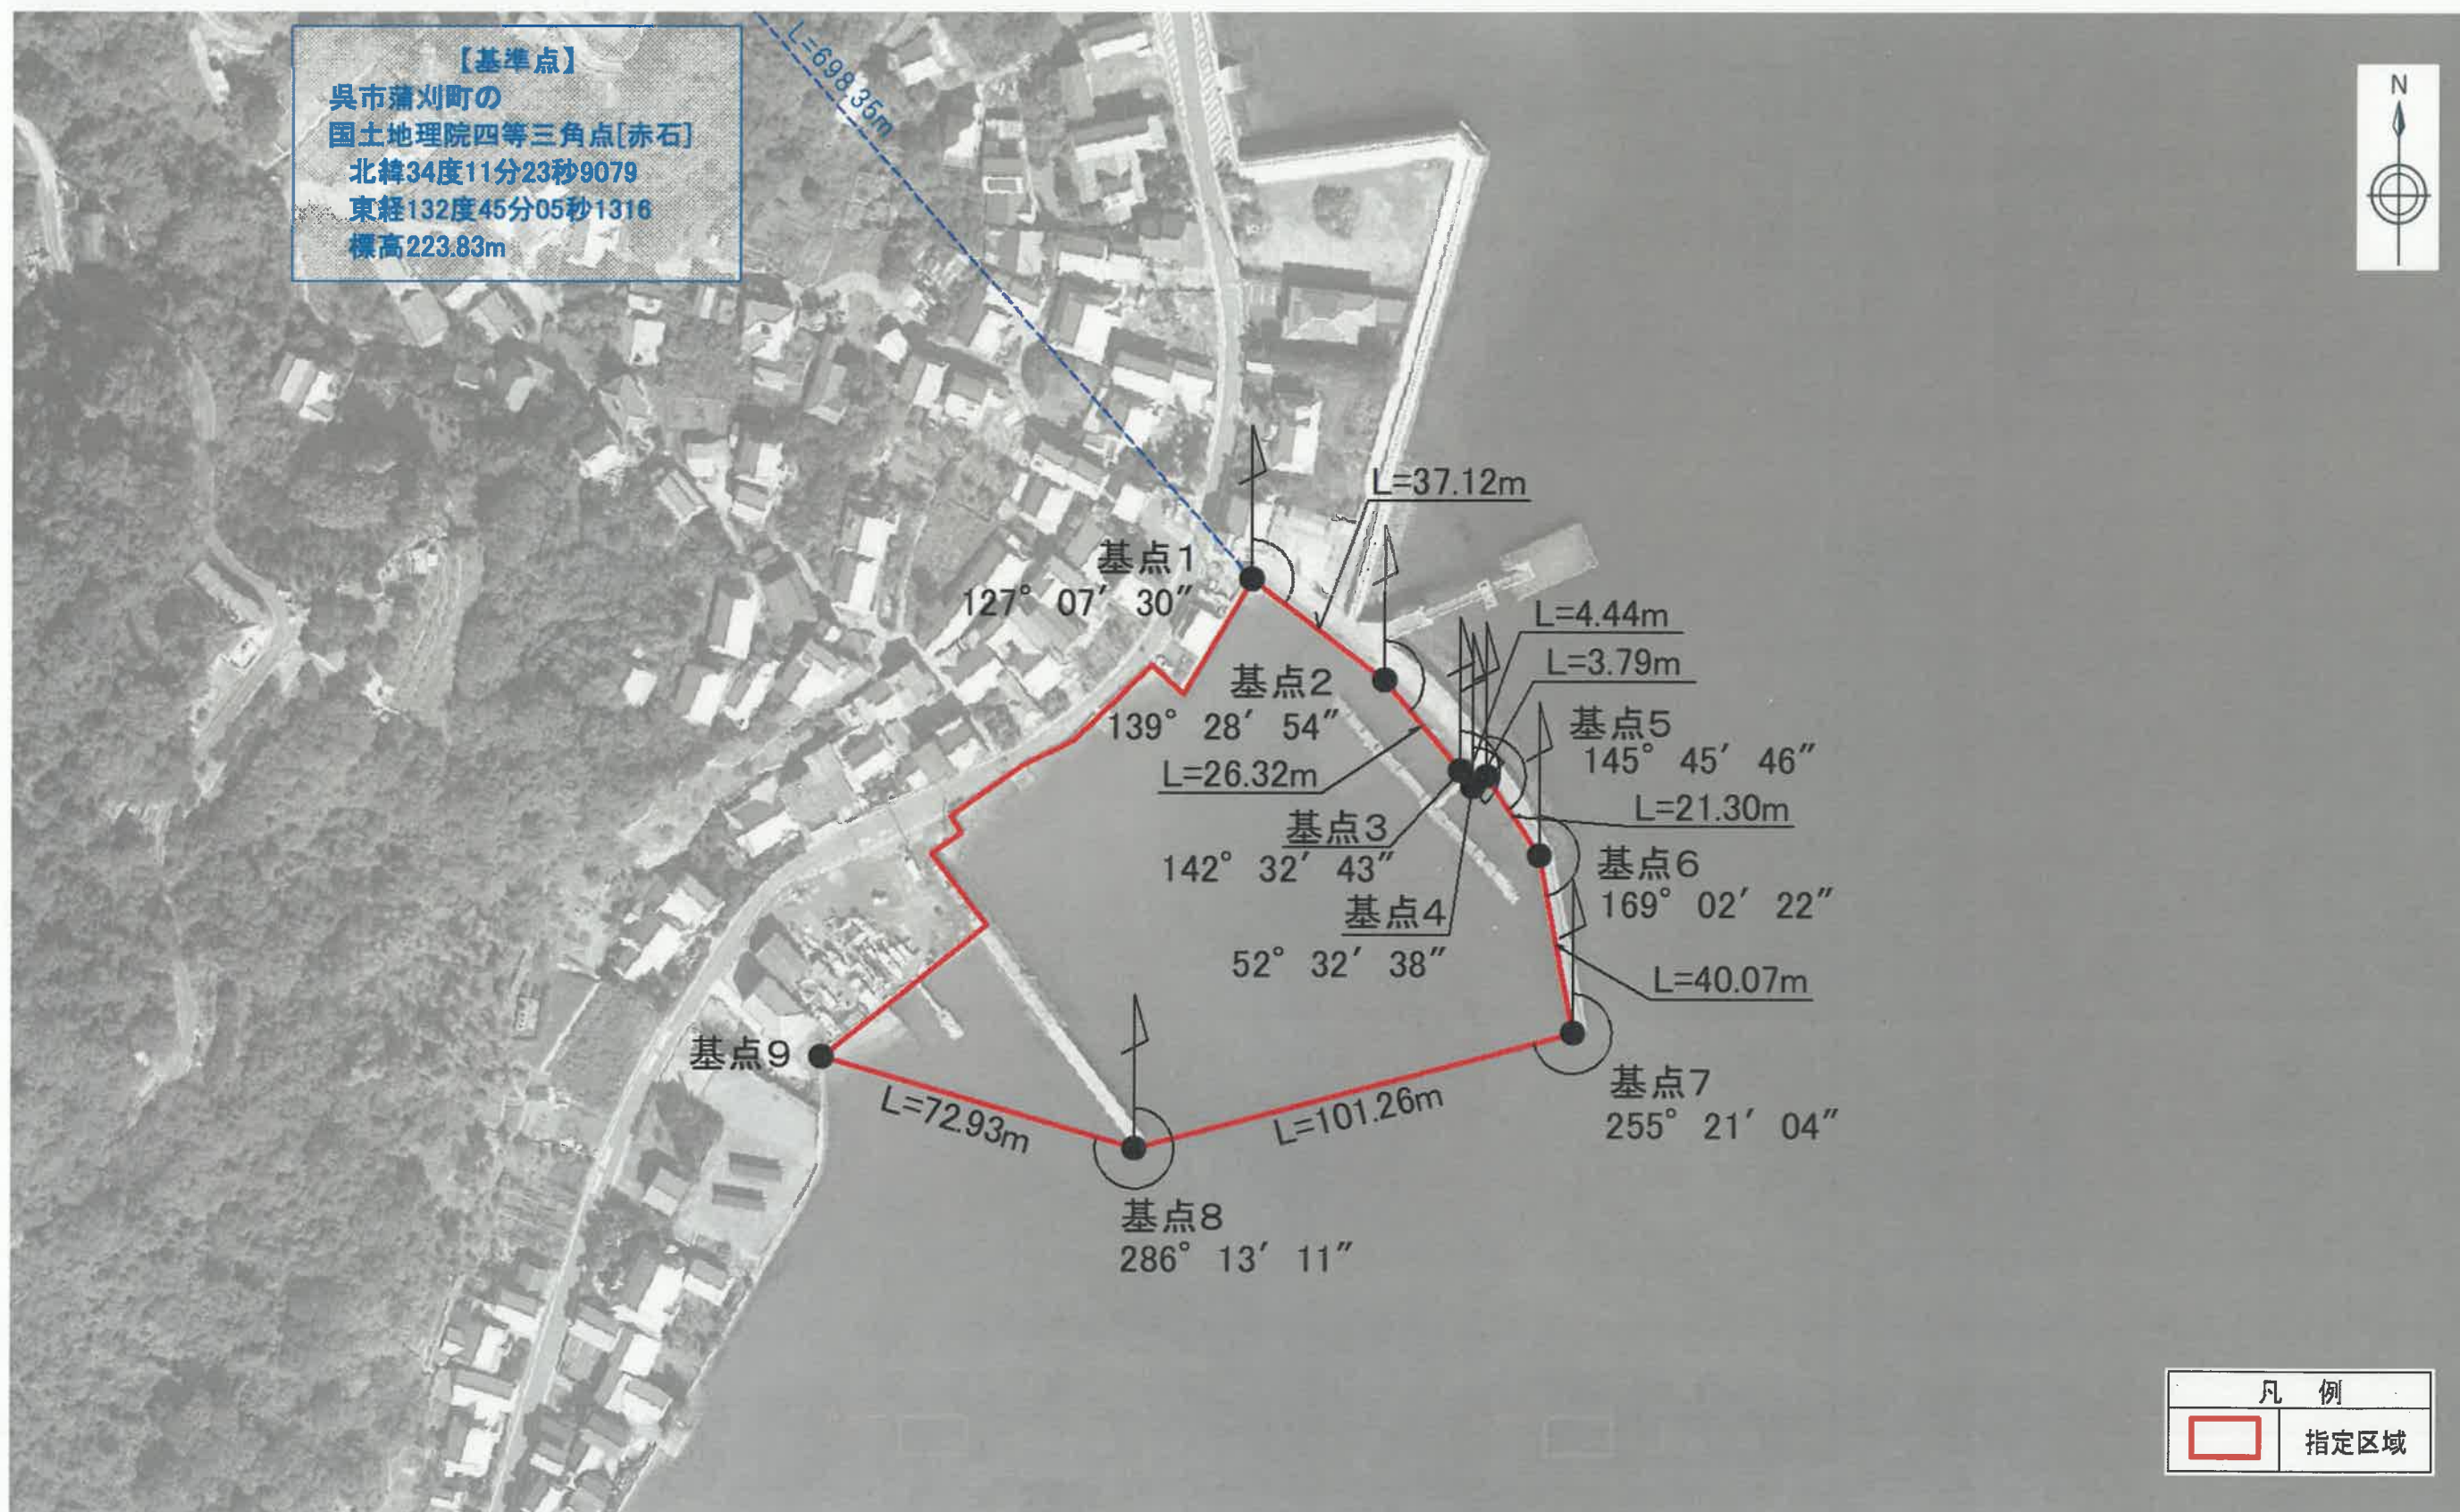 【基準点】
呉市蒲刈町の
国土地理院四等三角点[赤石]
北緯34度11分23秒9079
東経132度45分05秒1316
標高223.83m
L=698.35m
N
L=37.12m
基点1
127° 07′ 30″
L=4.44m
L=3.79m
基点2
139° 28′ 54″
基点5
145° 45′ 46″
L=26.32m
L=21.30m
基点3
142° 32′ 43″
基点6
169° 02′ 22″
基点4
52° 32′ 38″
L=40.07m
基点9
L=72.93m
L=101.26m
基点7
255° 21′ 04″
基点8
286° 13′ 11″
凡 例
指定区域